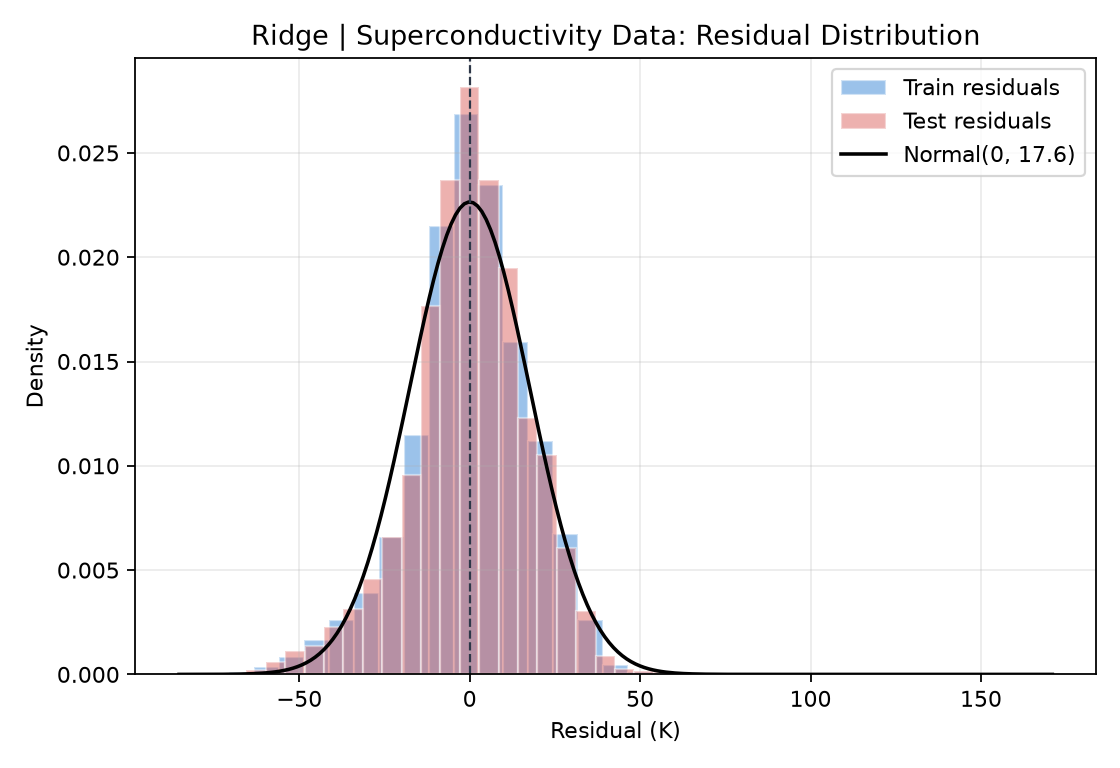 Ridge | Superconductivity Data: Residual Distribution
Train residuals
Test residuals
Normal(0, 17.6)
Density
0.025
0.020
0.015
0.010
0.005
0.000
−50
0
50
100
150
Residual (K)